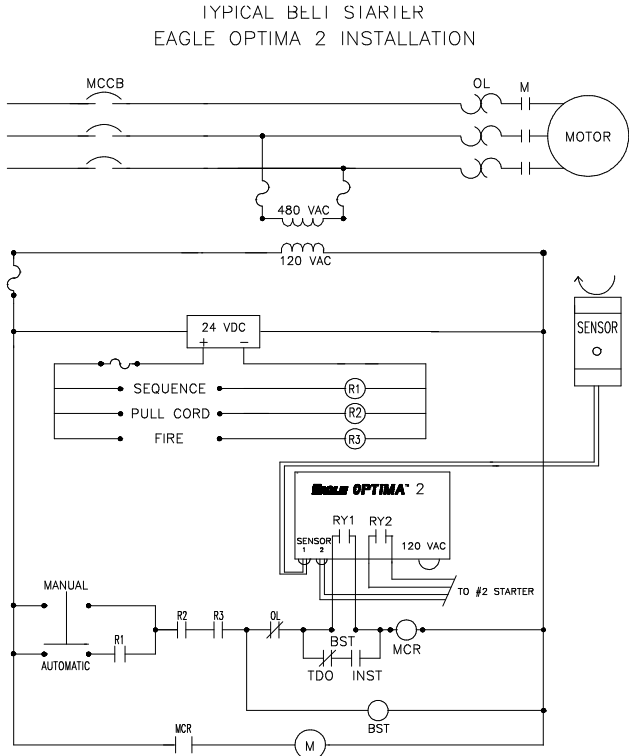 TYPICAL BELT STARTER
EAGLE OPTIMA 2 INSTALLATION
MCCB
OL
M
MOTOR
480 VAC
120 VAC
24 VDC
+ −
SENSOR
SEQUENCE
R1
PULL CORD
R2
FIRE
R3
EAGLE OPTIMA™ 2
RY1
RY2
SENSOR
1 2
120 VAC
TO #2 STARTER
MANUAL
R2
R3
OL
R1
AUTOMATIC
BST
MCR
TDO
INST
BST
MCR
M